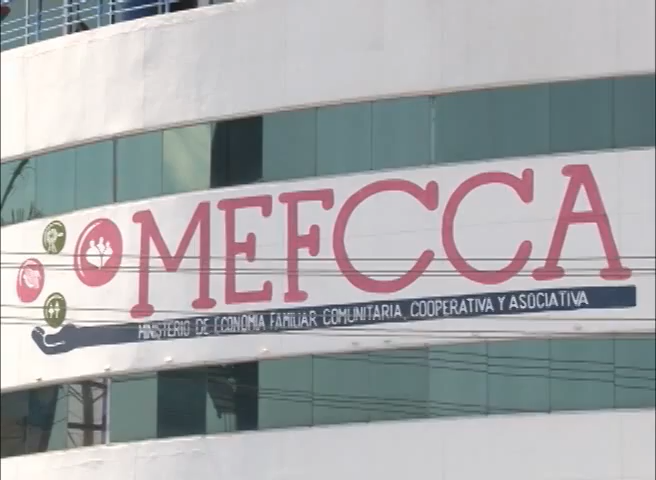 MEFCCA
MINISTERIO DE ECONOMIA FAMILIAR COMUNITARIA, COOPERATIVA Y ASOCIATIVA